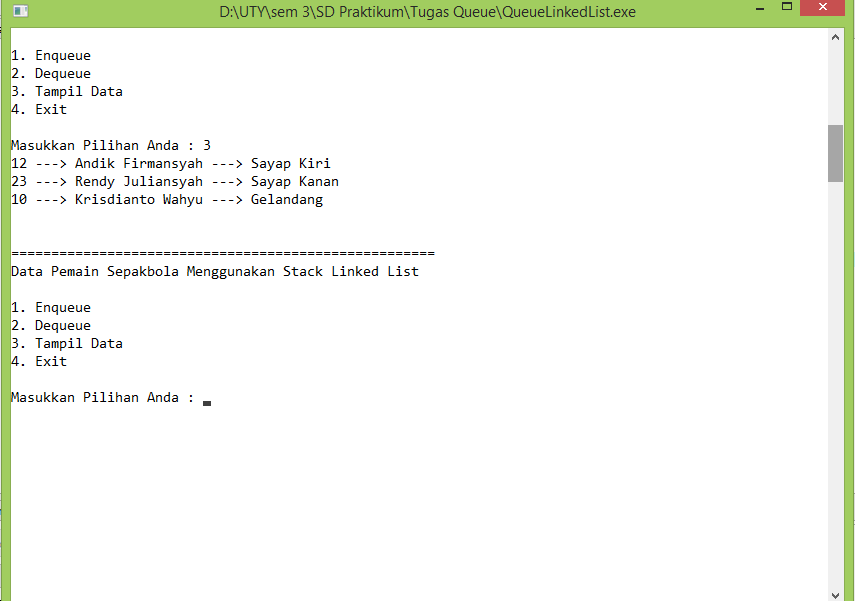 D:\UTY\sem 3\SD Praktikum\Tugas Queue\QueueLinkedList.exe
1. Enqueue
2. Dequeue
3. Tampil Data
4. Exit
Masukkan Pilihan Anda : 3
12 ---> Andik Firmansyah ---> Sayap Kiri
23 ---> Rendy Juliansyah ---> Sayap Kanan
10 ---> Krisdianto Wahyu ---> Gelandang
=====================================================
Data Pemain Sepakbola Menggunakan Stack Linked List
1. Enqueue
2. Dequeue
3. Tampil Data
4. Exit
Masukkan Pilihan Anda :